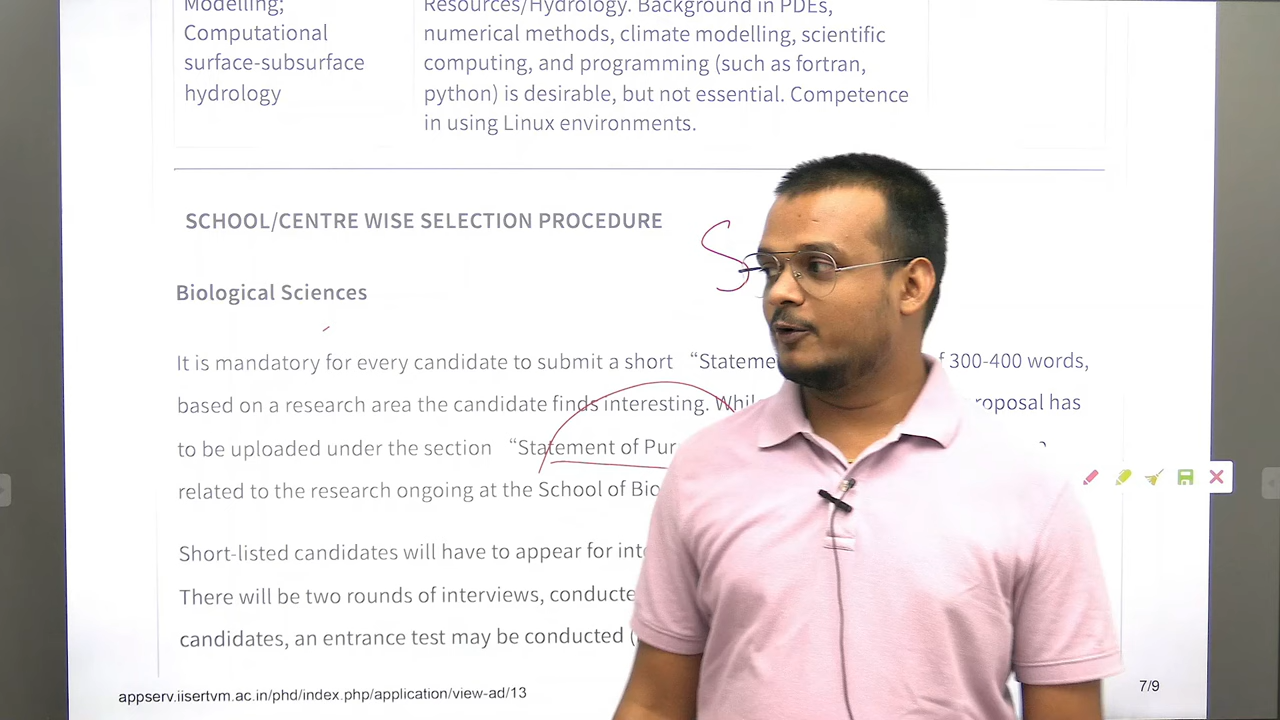 Modelling; Resources/Hydrology. Background in PDEs,
Computational numerical methods, climate modelling, scientific
surface-subsurface computing, and programming (such as fortran,
hydrology python) is desirable, but not essential. Competence
in using Linux environments.
SCHOOL/CENTRE WISE SELECTION PROCEDURE
S
Biological Sciences
It is mandatory for every candidate to submit a short “Stateme 300-400 words,
based on a research area the candidate finds interesting. Whil roposal has
to be uploaded under the section “Statement of Pur
related to the research ongoing at the School of Bio
Short-listed candidates will have to appear for int
There will be two rounds of interviews, conducte
candidates, an entrance test may be conducted (
appserv.iisertvm.ac.in/phd/index.php/application/view-ad/13 7/9